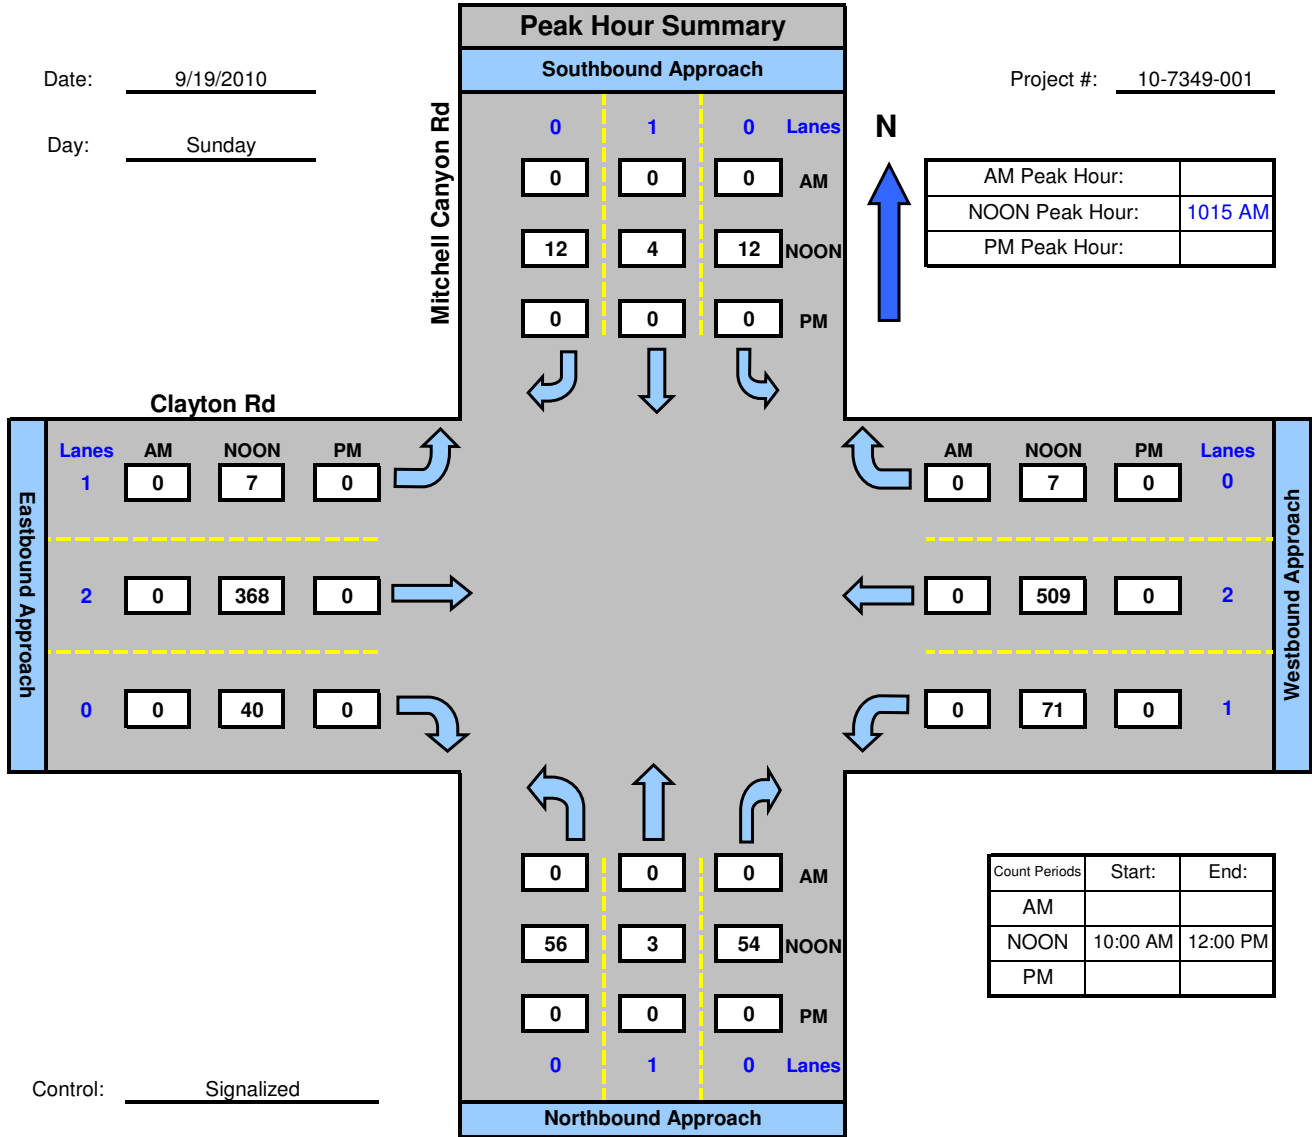 Peak Hour Summary
Southbound Approach
Date: 9/19/2010
Project #: 10-7349-001
Day: Sunday
Mitchell Canyon Rd
0 1 0 Lanes
0 0 0 AM
12 4 12 NOON
0 0 0 PM
N
AM Peak Hour:
NOON Peak Hour: 1015 AM
PM Peak Hour:
Clayton Rd
Eastbound Approach
Lanes AM NOON PM
1 0 7 0
2 0 368 0
0 0 40 0
AM NOON PM Lanes
0 7 0 0
0 509 0 2
0 71 0 1
Westbound Approach
0 0 0 AM
56 3 54 NOON
0 0 0 PM
0 1 0 Lanes
Northbound Approach
Count Periods Start: End:
AM
NOON 10:00 AM 12:00 PM
PM
Control: Signalized